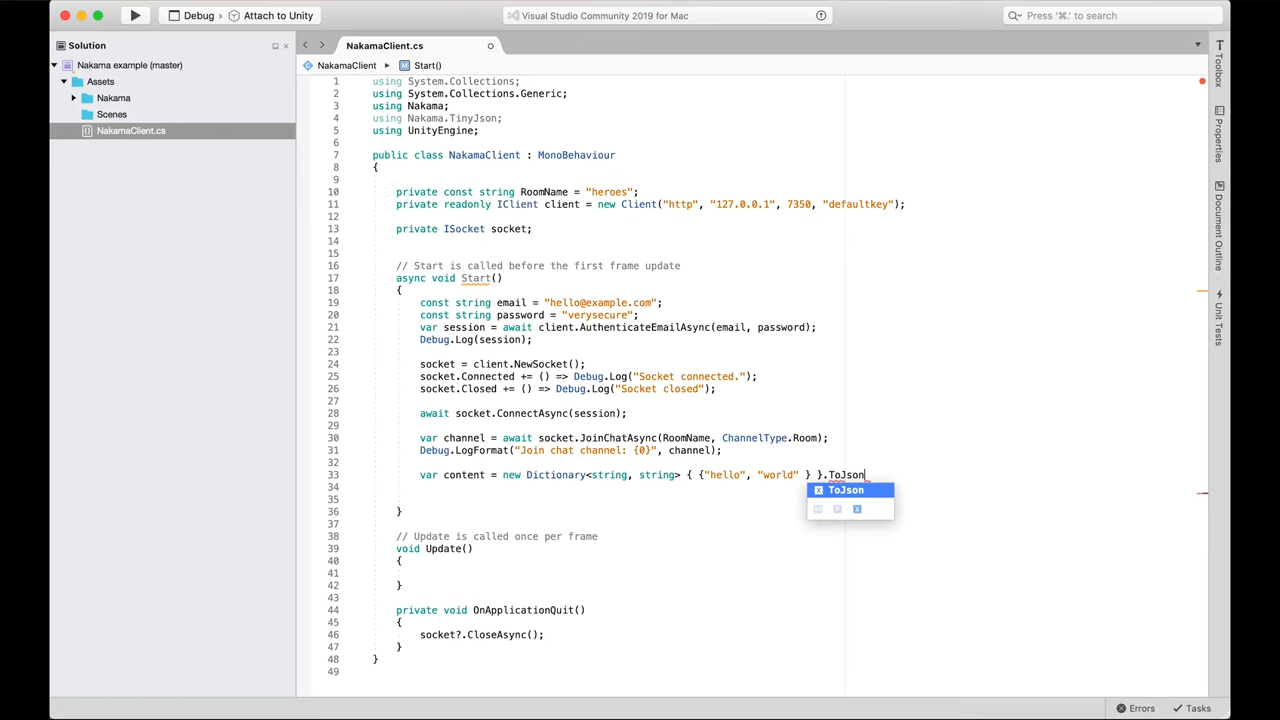 Debug › Attach to Unity
Visual Studio Community 2019 for Mac
Press '⌘.' to search
Solution
Nakama example (master)
Assets
Nakama
Scenes
NakamaClient.cs
NakamaClient.cs
NakamaClient ▸ Start()
1 using System.Collections;
2 using System.Collections.Generic;
3 using Nakama;
4 using Nakama.TinyJson;
5 using UnityEngine;
6
7 public class NakamaClient : MonoBehaviour
8 {
9
10 private const string RoomName = "heroes";
11 private readonly IClient client = new Client("http", "127.0.0.1", 7350, "defaultkey");
12
13 private ISocket socket;
14
15
16 // Start is called before the first frame update
17 async void Start()
18 {
19 const string email = "hello@example.com";
20 const string password = "verysecure";
21 var session = await client.AuthenticateEmailAsync(email, password);
22 Debug.Log(session);
23
24 socket = client.NewSocket();
25 socket.Connected += () => Debug.Log("Socket connected.");
26 socket.Closed += () => Debug.Log("Socket closed");
27
28 await socket.ConnectAsync(session);
29
30 var channel = await socket.JoinChatAsync(RoomName, ChannelType.Room);
31 Debug.LogFormat("Join chat channel: {0}", channel);
32
33 var content = new Dictionary<string, string> { {"hello", "world" } }.ToJson
ToJson
M F X
34
35
36 }
37
38 // Update is called once per frame
39 void Update()
40 {
41
42 }
43
44 private void OnApplicationQuit()
45 {
46 socket?.CloseAsync();
47 }
48 }
49
Toolbox
Properties
Document Outline
Unit Tests
Errors
Tasks